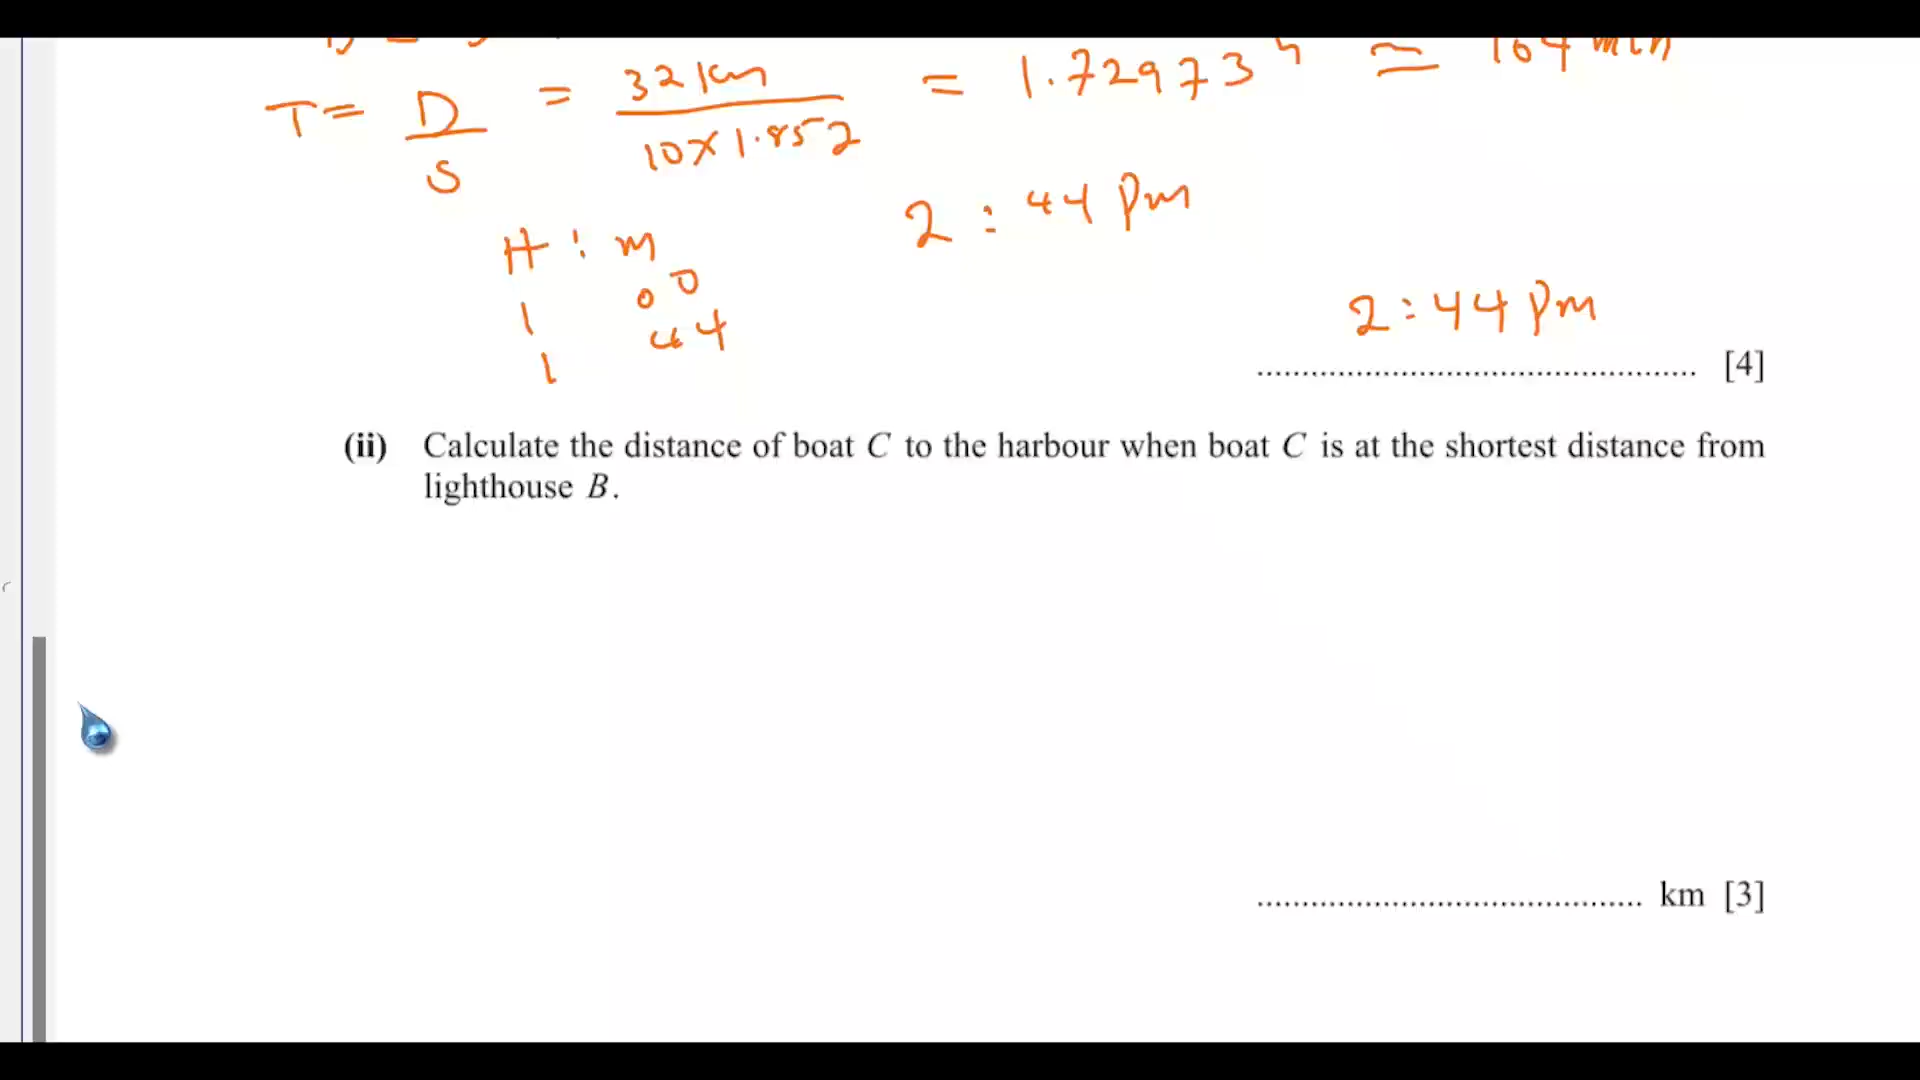 T = D/S = 32 km / 10 x 1.852 = 1.72973 h ≃ 104 min
2 : 44 Pm
H : m
1 00
1 44
2 : 44 Pm
[4]
(ii) Calculate the distance of boat C to the harbour when boat C is at the shortest distance from
lighthouse B.
km [3]